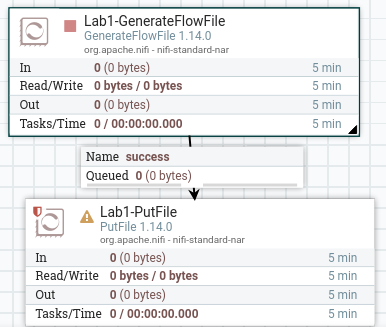 Lab1-GenerateFlowFile
GenerateFlowFile 1.14.0
org.apache.nifi - nifi-standard-nar
In 0 (0 bytes) 5 min
Read/Write 0 bytes / 0 bytes 5 min
Out 0 (0 bytes) 5 min
Tasks/Time 0 / 00:00:00.000 5 min
Name success
Queued 0 (0 bytes)
Lab1-PutFile
PutFile 1.14.0
org.apache.nifi - nifi-standard-nar
In 0 (0 bytes) 5 min
Read/Write 0 bytes / 0 bytes 5 min
Out 0 (0 bytes) 5 min
Tasks/Time 0 / 00:00:00.000 5 min